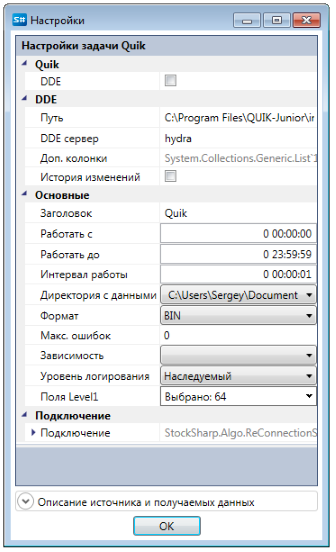 S# Настройки
Настройки задачи Quik
Quik
DDE
DDE
Путь C:\Program Files\QUIK-Junior\ir
DDE сервер hydra
Доп. колонки System.Collections.Generic.List`1
История изменений
Основные
Заголовок Quik
Работать с 0 00:00:00
Работать до 0 23:59:59
Интервал работы 0 00:00:01
Директория с данными C:\Users\Sergey\Document
Формат BIN
Макс. ошибок 0
Зависимость
Уровень логирования Наследуемый
Поля Level1 Выбрано: 64
Подключение
Подключение StockSharp.Algo.ReConnectionS
Описание источника и получаемых данных
OK